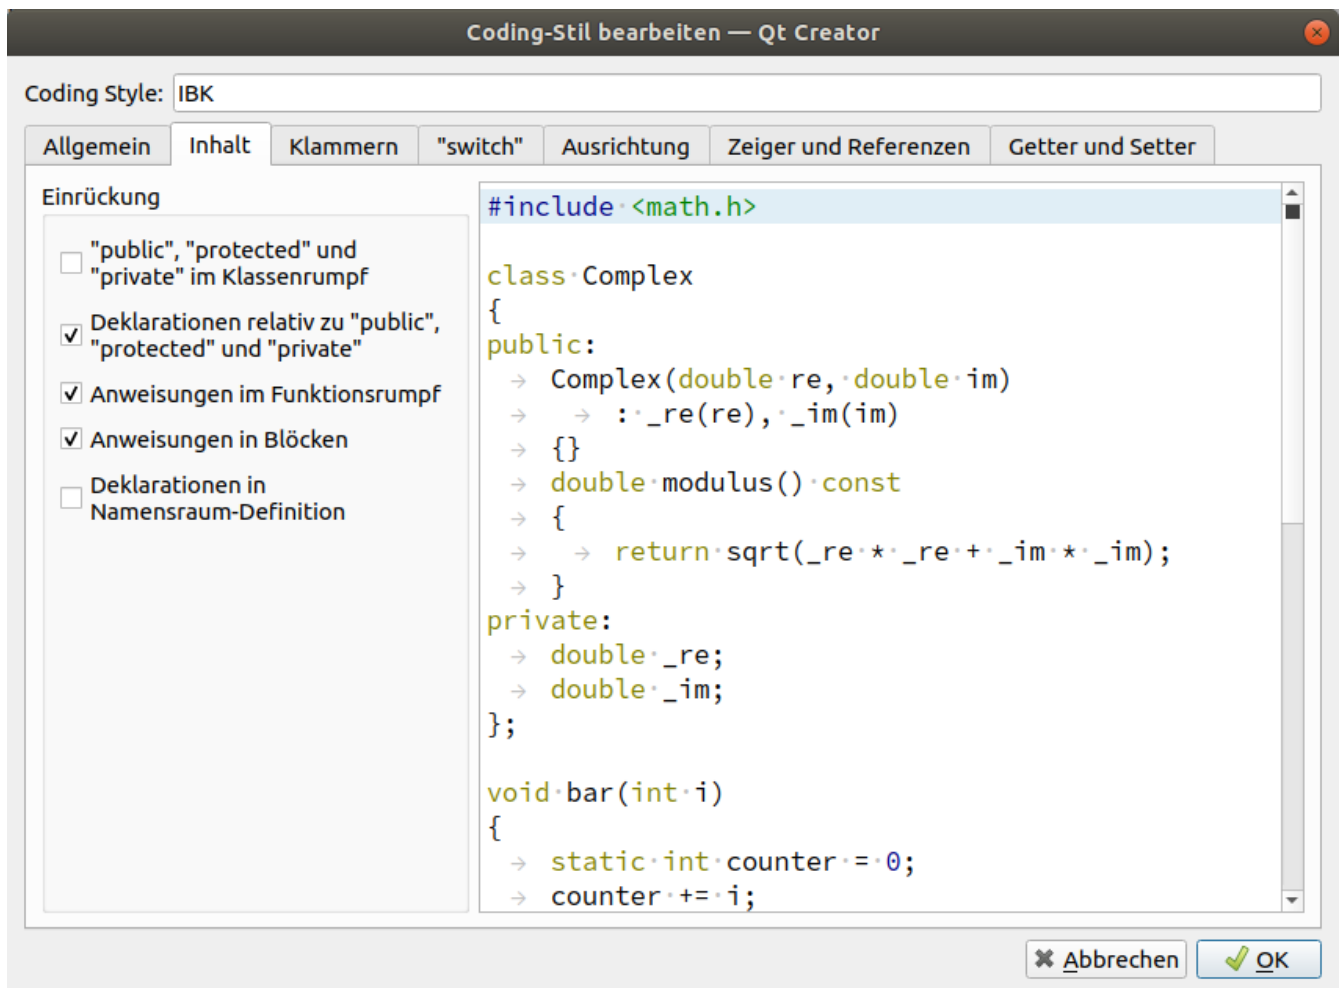 Coding-Stil bearbeiten — Qt Creator
Coding Style: IBK
Allgemein Inhalt Klammern "switch" Ausrichtung Zeiger und Referenzen Getter und Setter
Einrückung
"public", "protected" und
"private" im Klassenrumpf
Deklarationen relativ zu "public",
"protected" und "private"
Anweisungen im Funktionsrumpf
Anweisungen in Blöcken
Deklarationen in
Namensraum-Definition
#include <math.h>
class Complex
{
public:
Complex(double re, double im)
: _re(re), _im(im)
{}
double modulus() const
{
return sqrt(_re * _re + _im * _im);
}
private:
double _re;
double _im;
};
void bar(int i)
{
static int counter = 0;
counter += i;
Abbrechen OK